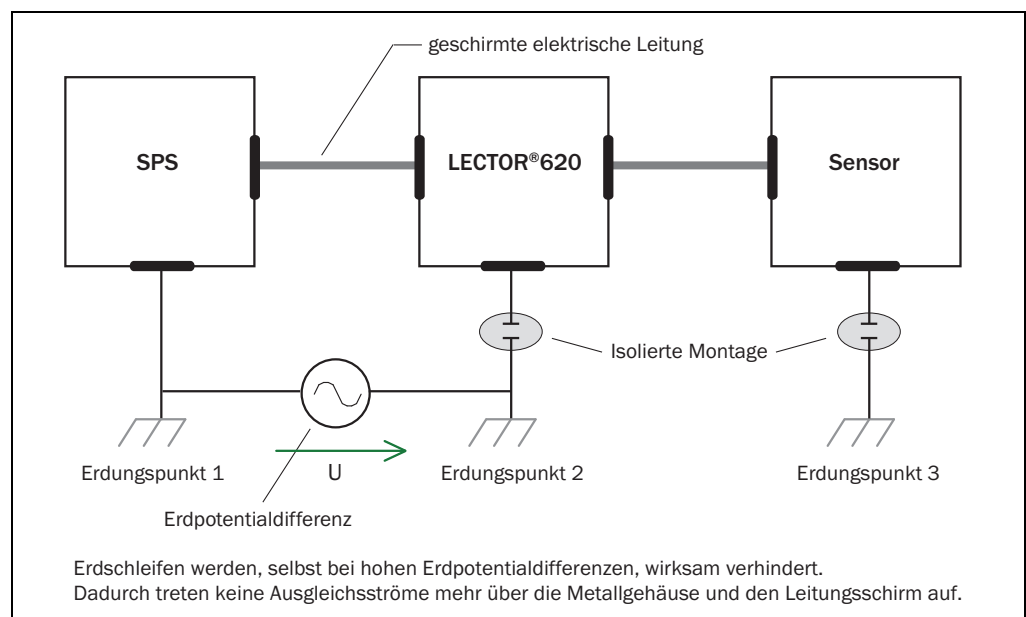 geschirmte elektrische Leitung
SPS
LECTOR®620
Sensor
Isolierte Montage
Erdungspunkt 1
U
Erdungspunkt 2
Erdungspunkt 3
Erdpotentialdifferenz
Erdschleifen werden, selbst bei hohen Erdpotentialdifferenzen, wirksam verhindert.
Dadurch treten keine Ausgleichsströme mehr über die Metallgehäuse und den Leitungsschirm auf.